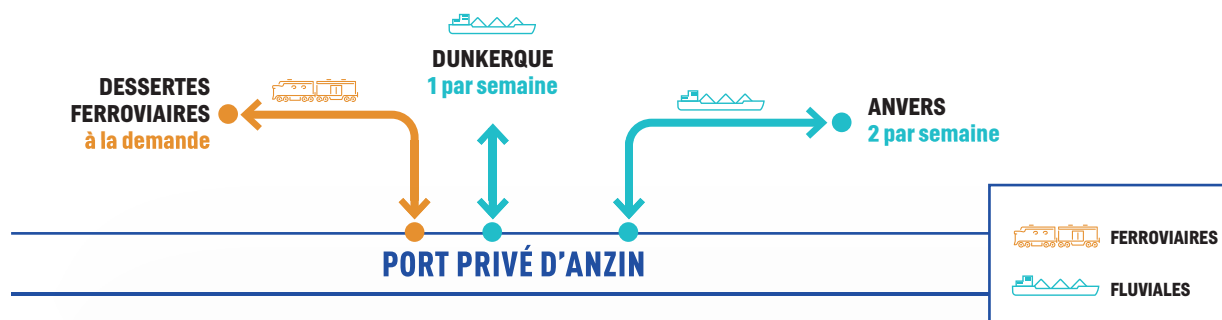 DESSERTES
FERROVIAIRES
à la demande
DUNKERQUE
1 par semaine
ANVERS
2 par semaine
PORT PRIVÉ D'ANZIN
FERROVIAIRES
FLUVIALES